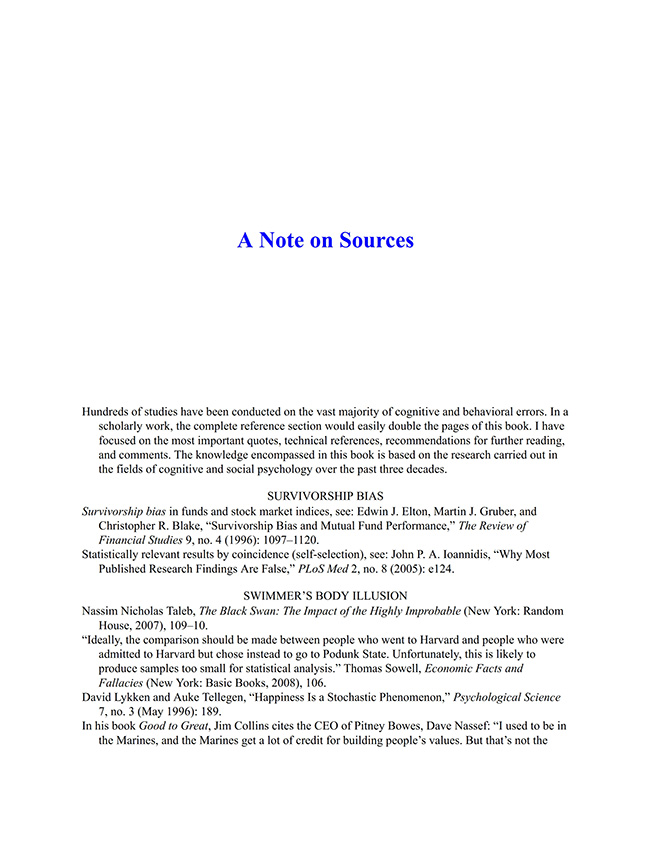 A Note on Sources
Hundreds of studies have been conducted on the vast majority of cognitive and behavioral errors. In a
scholarly work, the complete reference section would easily double the pages of this book. I have
focused on the most important quotes, technical references, recommendations for further reading,
and comments. The knowledge encompassed in this book is based on the research carried out in
the fields of cognitive and social psychology over the past three decades.
SURVIVORSHIP BIAS
Survivorship bias in funds and stock market indices, see: Edwin J. Elton, Martin J. Gruber, and
Christopher R. Blake, “Survivorship Bias and Mutual Fund Performance,” The Review of
Financial Studies 9, no. 4 (1996): 1097–1120.
Statistically relevant results by coincidence (self-selection), see: John P. A. Ioannidis, “Why Most
Published Research Findings Are False,” PLoS Med 2, no. 8 (2005): e124.
SWIMMER’S BODY ILLUSION
Nassim Nicholas Taleb, The Black Swan: The Impact of the Highly Improbable (New York: Random
House, 2007), 109–10.
“Ideally, the comparison should be made between people who went to Harvard and people who were
admitted to Harvard but chose instead to go to Podunk State. Unfortunately, this is likely to
produce samples too small for statistical analysis.” Thomas Sowell, Economic Facts and
Fallacies (New York: Basic Books, 2008), 106.
David Lykken and Auke Tellegen, “Happiness Is a Stochastic Phenomenon,” Psychological Science
7, no. 3 (May 1996): 189.
In his book Good to Great, Jim Collins cites the CEO of Pitney Bowes, Dave Nassef: “I used to be in
the Marines, and the Marines get a lot of credit for building people’s values. But that’s not the